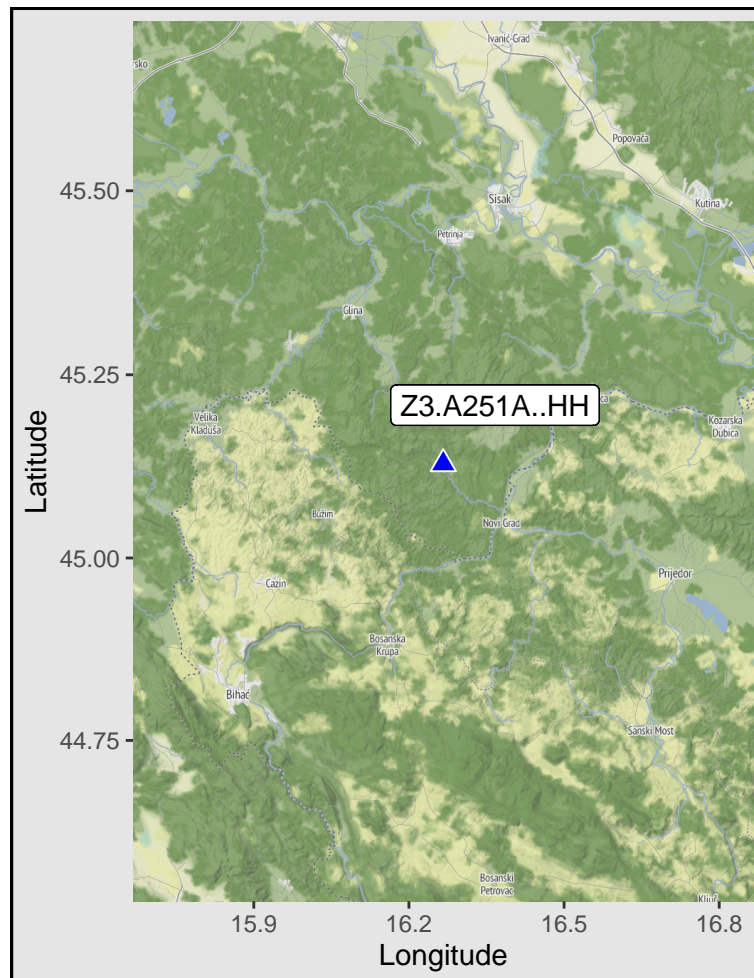 Ivanić-Grad
rsko
Popovača
45.50
Sisak
Kutina
Petrinja
Glina
45.25
Z3.A251A..HH
ica
Velika
Kladuša
Kozarska
Dubica
Latitude
Bužim
Novi Grad
45.00
Cazin
Prijedor
Bosanska
Krupa
Bihać
44.75
Sanski Most
Bosanski
Petrovac
Ključ
15.9
16.2
16.5
16.8
Longitude